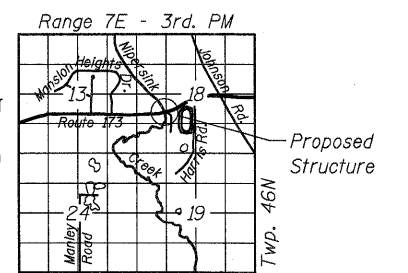 Range 7E - 3rd. PM
Nipersink
Johnson Rd.
Mansion Heights Dr.
13
18
Route 173
Harris Rd.
Proposed
Structure
Creek
24
19
Manley
Road
Twp. 46N